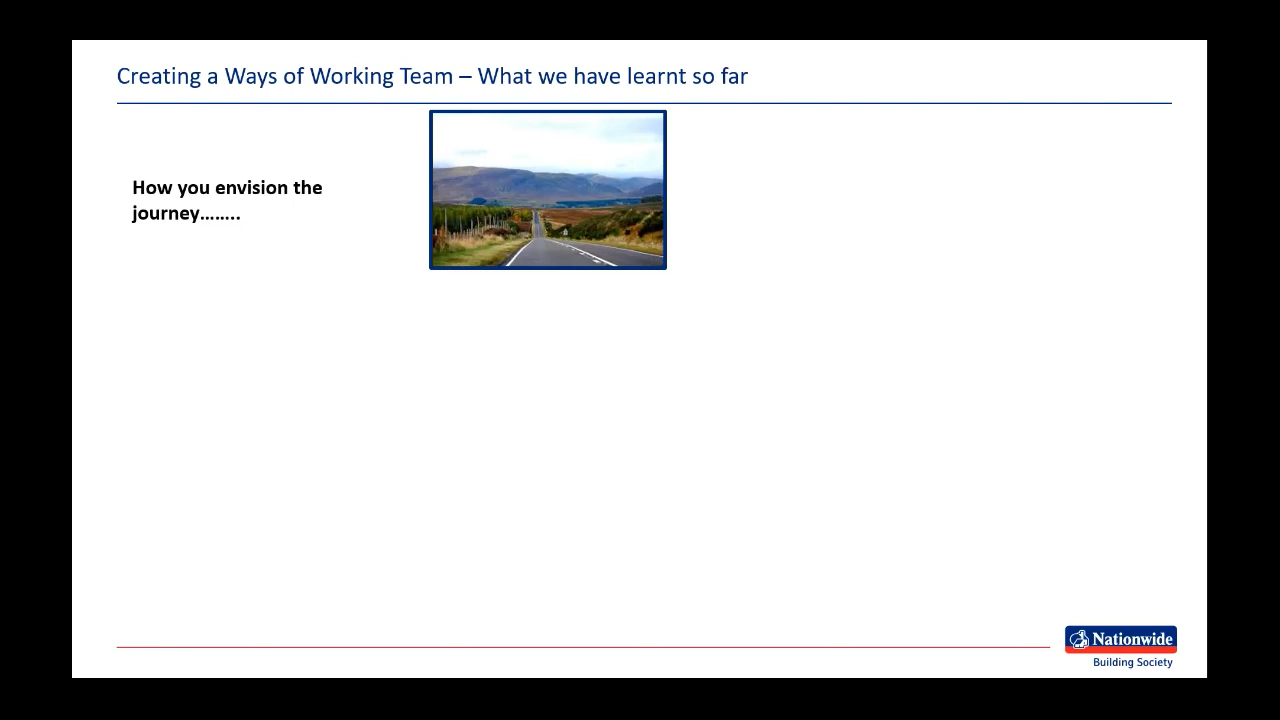 Creating a Ways of Working Team – What we have learnt so far
How you envision the
journey........
Nationwide
Building Society